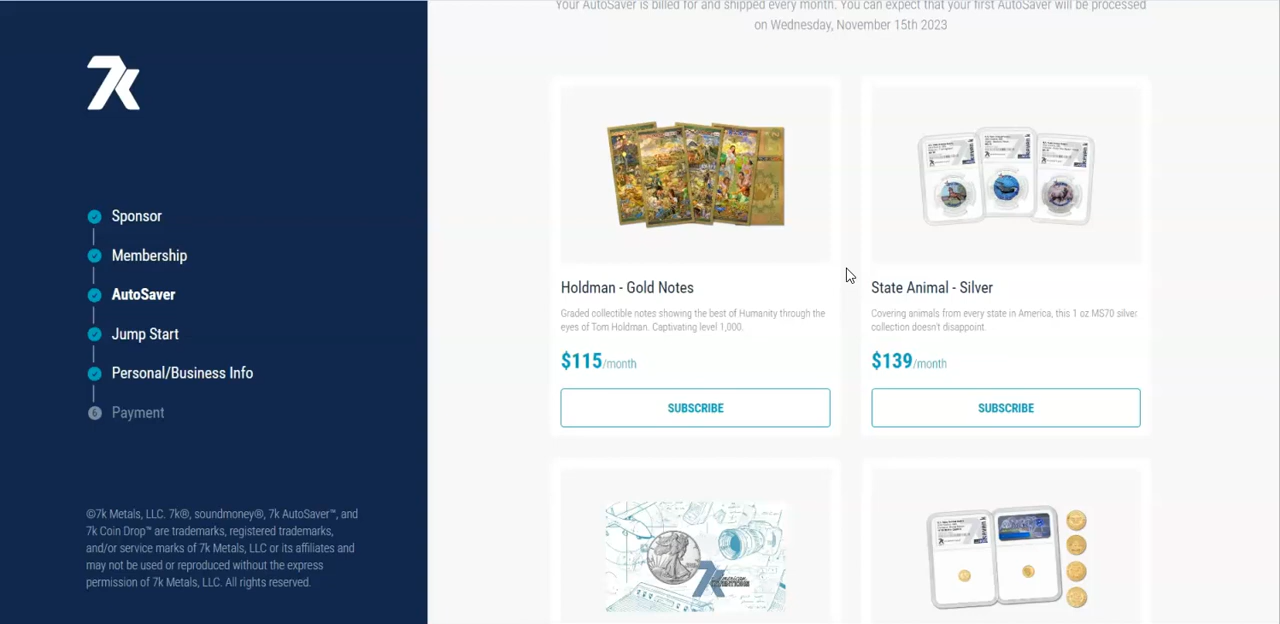 7k
Sponsor
Membership
AutoSaver
Jump Start
Personal/Business Info
6 Payment
©7k Metals, LLC. 7k®, soundmoney®, 7k AutoSaver™, and
7k Coin Drop™ are trademarks, registered trademarks,
and/or service marks of 7k Metals, LLC or its affiliates and
may not be used or reproduced without the express
permission of 7k Metals, LLC. All rights reserved.
Your AutoSaver is billed for and shipped every month. You can expect that your first AutoSaver will be processed
on Wednesday, November 15th 2023
Holdman - Gold Notes
Graded collectible notes showing the best of Humanity through the
eyes of Tom Holdman. Captivating level 1,000.
$115/month
SUBSCRIBE
State Animal - Silver
Covering animals from every state in America, this 1 oz MS70 silver
collection doesn't disappoint.
$139/month
SUBSCRIBE
7k